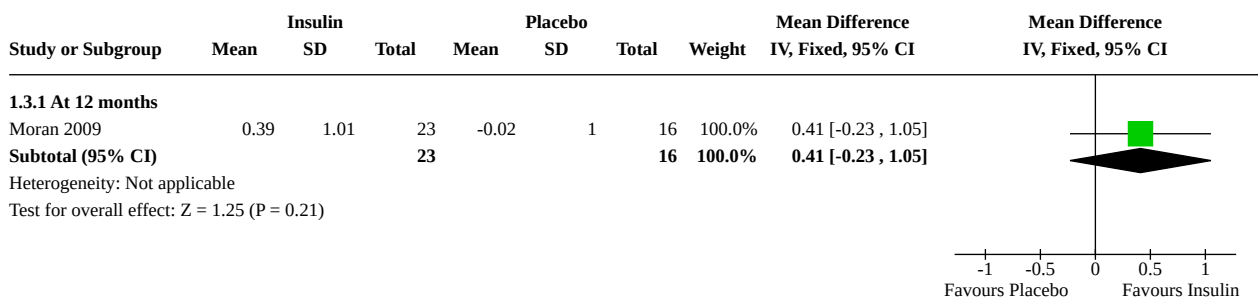 Insulin Placebo Mean Difference Mean Difference
Study or Subgroup Mean SD Total Mean SD Total Weight IV, Fixed, 95% CI IV, Fixed, 95% CI
1.3.1 At 12 months
Moran 2009 0.39 1.01 23 -0.02 1 16 100.0% 0.41 [-0.23 , 1.05]
Subtotal (95% CI) 23 16 100.0% 0.41 [-0.23 , 1.05]
Heterogeneity: Not applicable
Test for overall effect: Z = 1.25 (P = 0.21)
-1 -0.5 0 0.5 1
Favours Placebo Favours Insulin